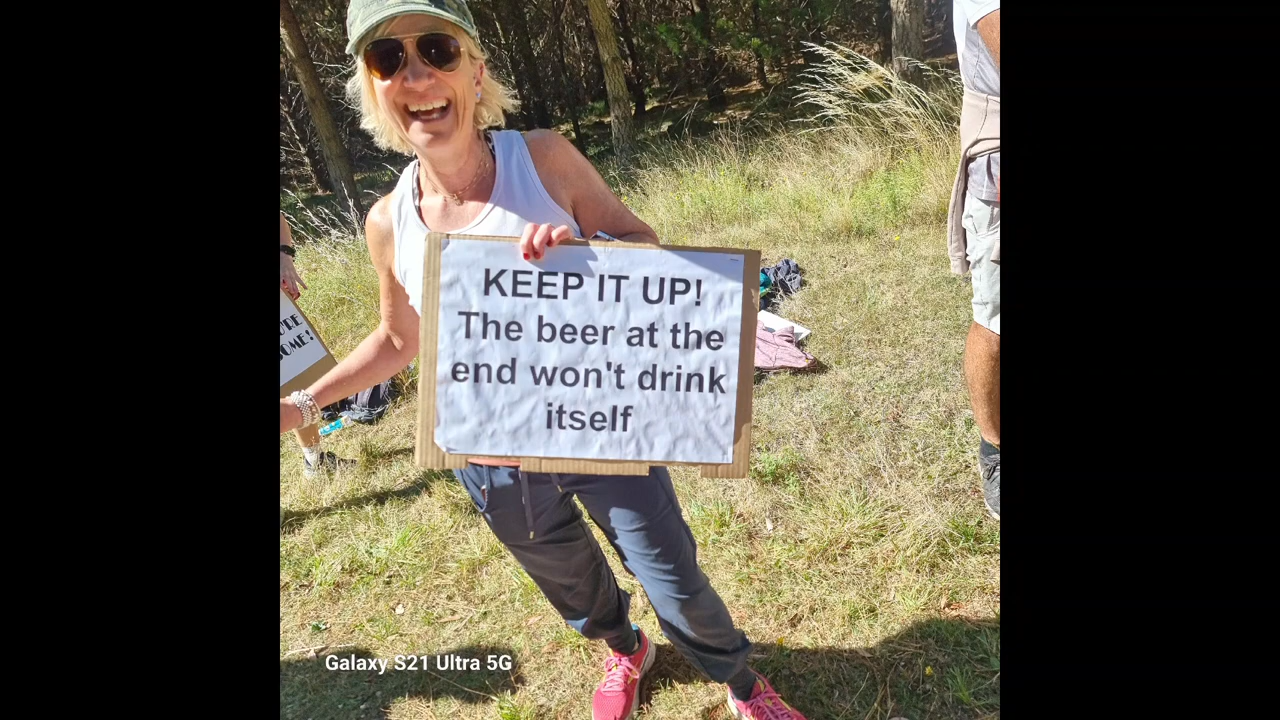 KEEP IT UP!
The beer at the
end won't drink
itself
Galaxy S21 Ultra 5G